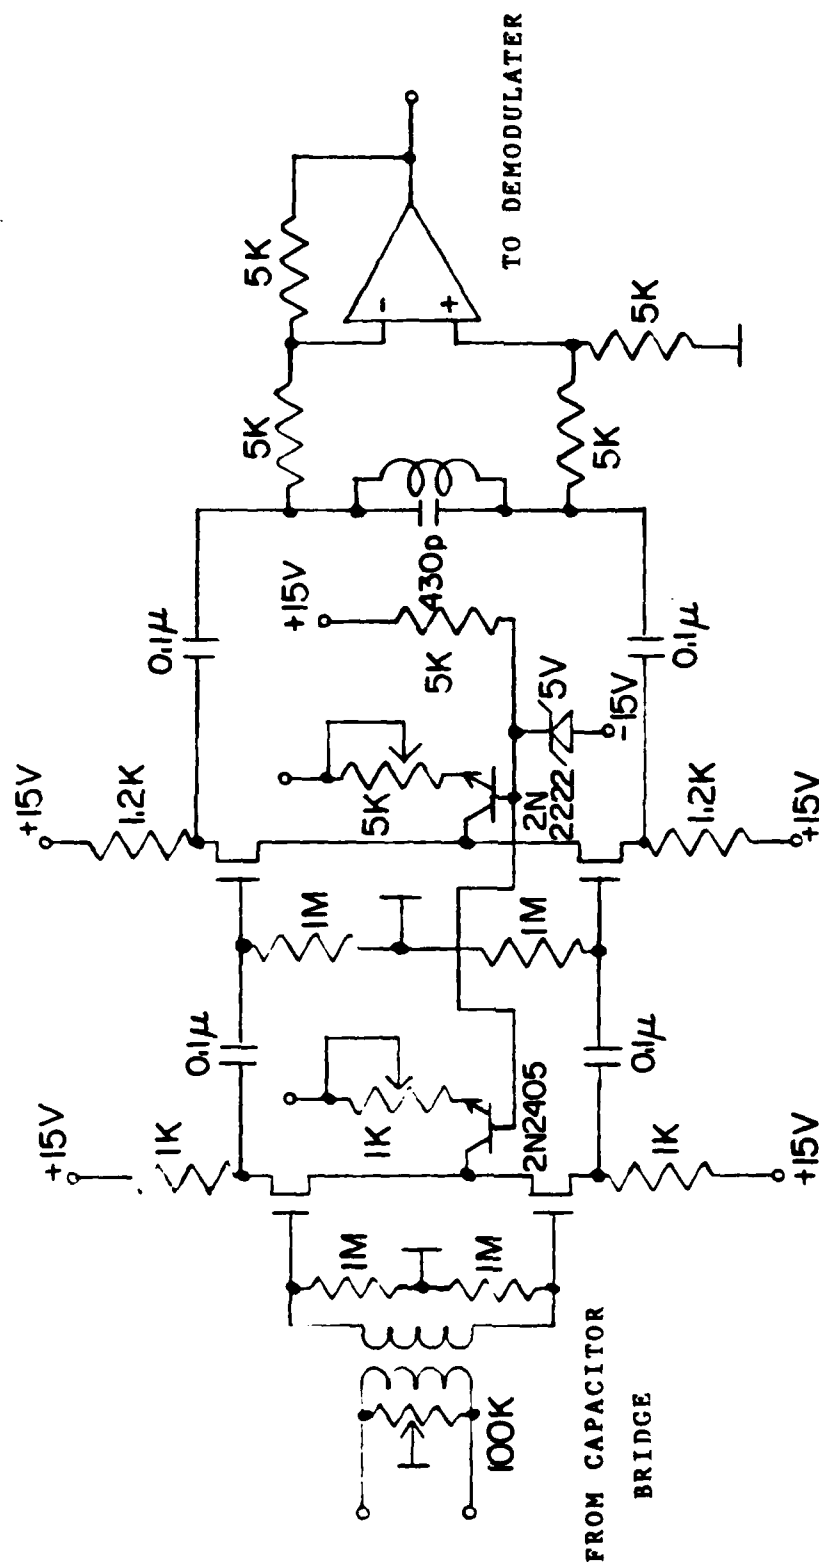 FROM CAPACITOR
BRIDGE
100K
1M
1M
+15V
1K
1K
2N2405
1K
+15V
0.1μ
0.1μ
1M
1M
+15V
1.2K
5K
2N
2222
1.2K
+15V
0.1μ
+15V
5K
5V
-15V
0.1μ
430p
5K
5K
5K
-
+
5K
TO DEMODULATER